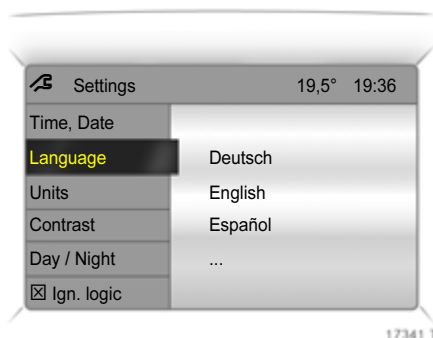 Settings 19,5° 19:36
Time, Date
Language Deutsch
Units English
Contrast Español
Day / Night ...
☒ Ign. logic
17341 T